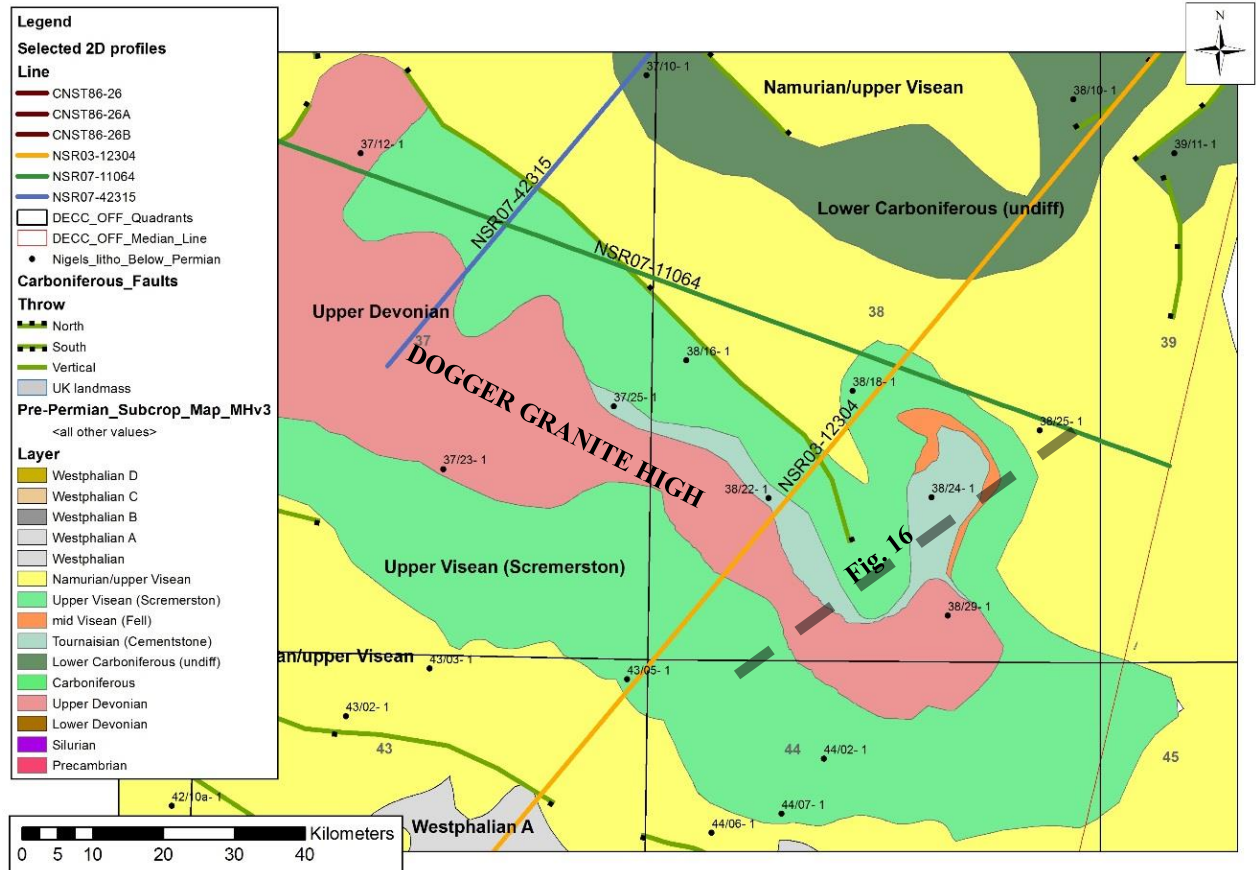 Legend
Selected 2D profiles
Line
CNST86-26
CNST86-26A
CNST86-26B
NSR03-12304
NSR07-11064
NSR07-42315
DECC_OFF_Quadrants
DECC_OFF_Median_Line
Nigels_litho_Below_Permian
Carboniferous_Faults
Throw
North
South
Vertical
UK landmass
Pre-Permian_Subcrop_Map_MHv3
<all other values>
Layer
Westphalian D
Westphalian C
Westphalian B
Westphalian A
Westphalian
Namurian/upper Visean
Upper Visean (Scremerston)
mid Visean (Fell)
Tournaisian (Cementstone)
Lower Carboniferous (undiff)
Carboniferous
Upper Devonian
Lower Devonian
Silurian
Precambrian
N
37/10- 1
Namurian/upper Visean
38/10- 1
37/12- 1
39/11- 1
Lower Carboniferous (undiff)
NSR07-42315
NSR07-11064
Upper Devonian
38
37
39
DOGGER GRANITE HIGH
38/16- 1
38/18- 1
37/25- 1
NSR03-12304
38/25- 1
37/23- 1
38/22- 1
38/24- 1
Fig. 16
Upper Visean (Scremerston)
38/29- 1
an/upper Visean
43/03- 1
43/05- 1
43/02- 1
43
44
44/02- 1
45
42/10a- 1
44/07- 1
Westphalian A
44/06- 1
Kilometers
0 5 10 20 30 40